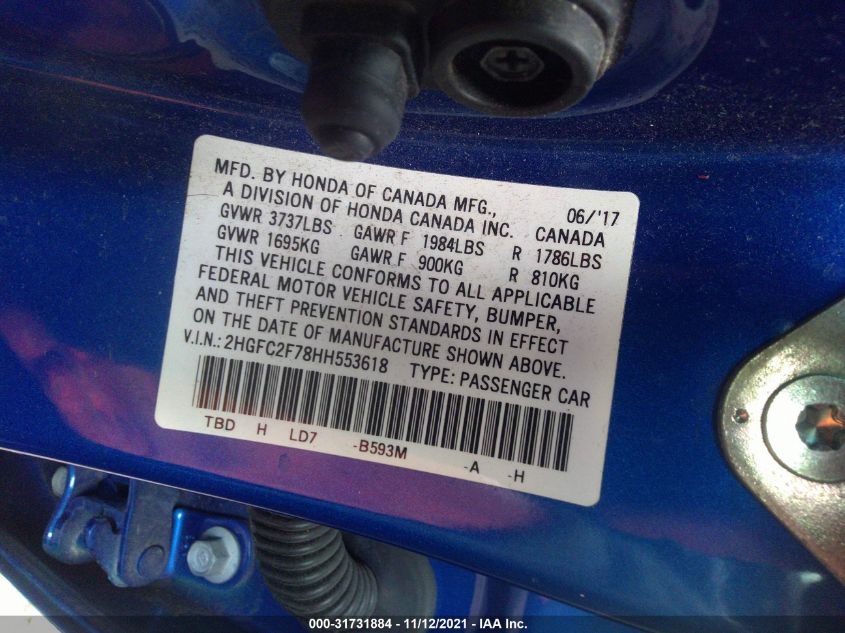 MFD. BY HONDA OF CANADA MFG., 06/'17
A DIVISION OF HONDA CANADA INC. CANADA
GVWR 3737LBS GAWR F 1984LBS R 1786LBS
GVWR 1695KG GAWR F 900KG R 810KG
THIS VEHICLE CONFORMS TO ALL APPLICABLE
FEDERAL MOTOR VEHICLE SAFETY, BUMPER,
AND THEFT PREVENTION STANDARDS IN EFFECT
ON THE DATE OF MANUFACTURE SHOWN ABOVE.
V.I.N.: 2HGFC2F78HH553618 TYPE: PASSENGER CAR
TBD H LD7 -B593M -A -H
000-31731884 - 11/12/2021 - IAA Inc.